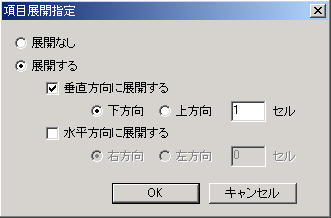 項目展開指定
展開なし
展開する
垂直方向に展開する
下方向 上方向 1 セル
水平方向に展開する
右方向 左方向 0 セル
OK キャンセル